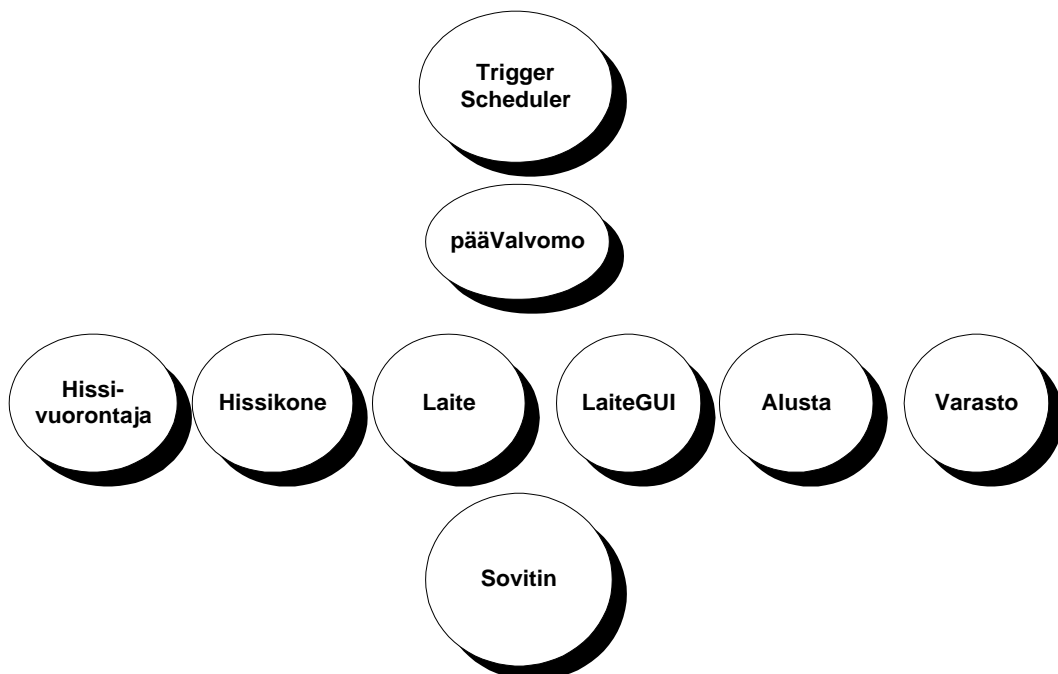 Trigger
Scheduler
pääValvomo
Hissi-
vuorontaja
Hissikone
Laite
LaiteGUI
Alusta
Varasto
Sovitin